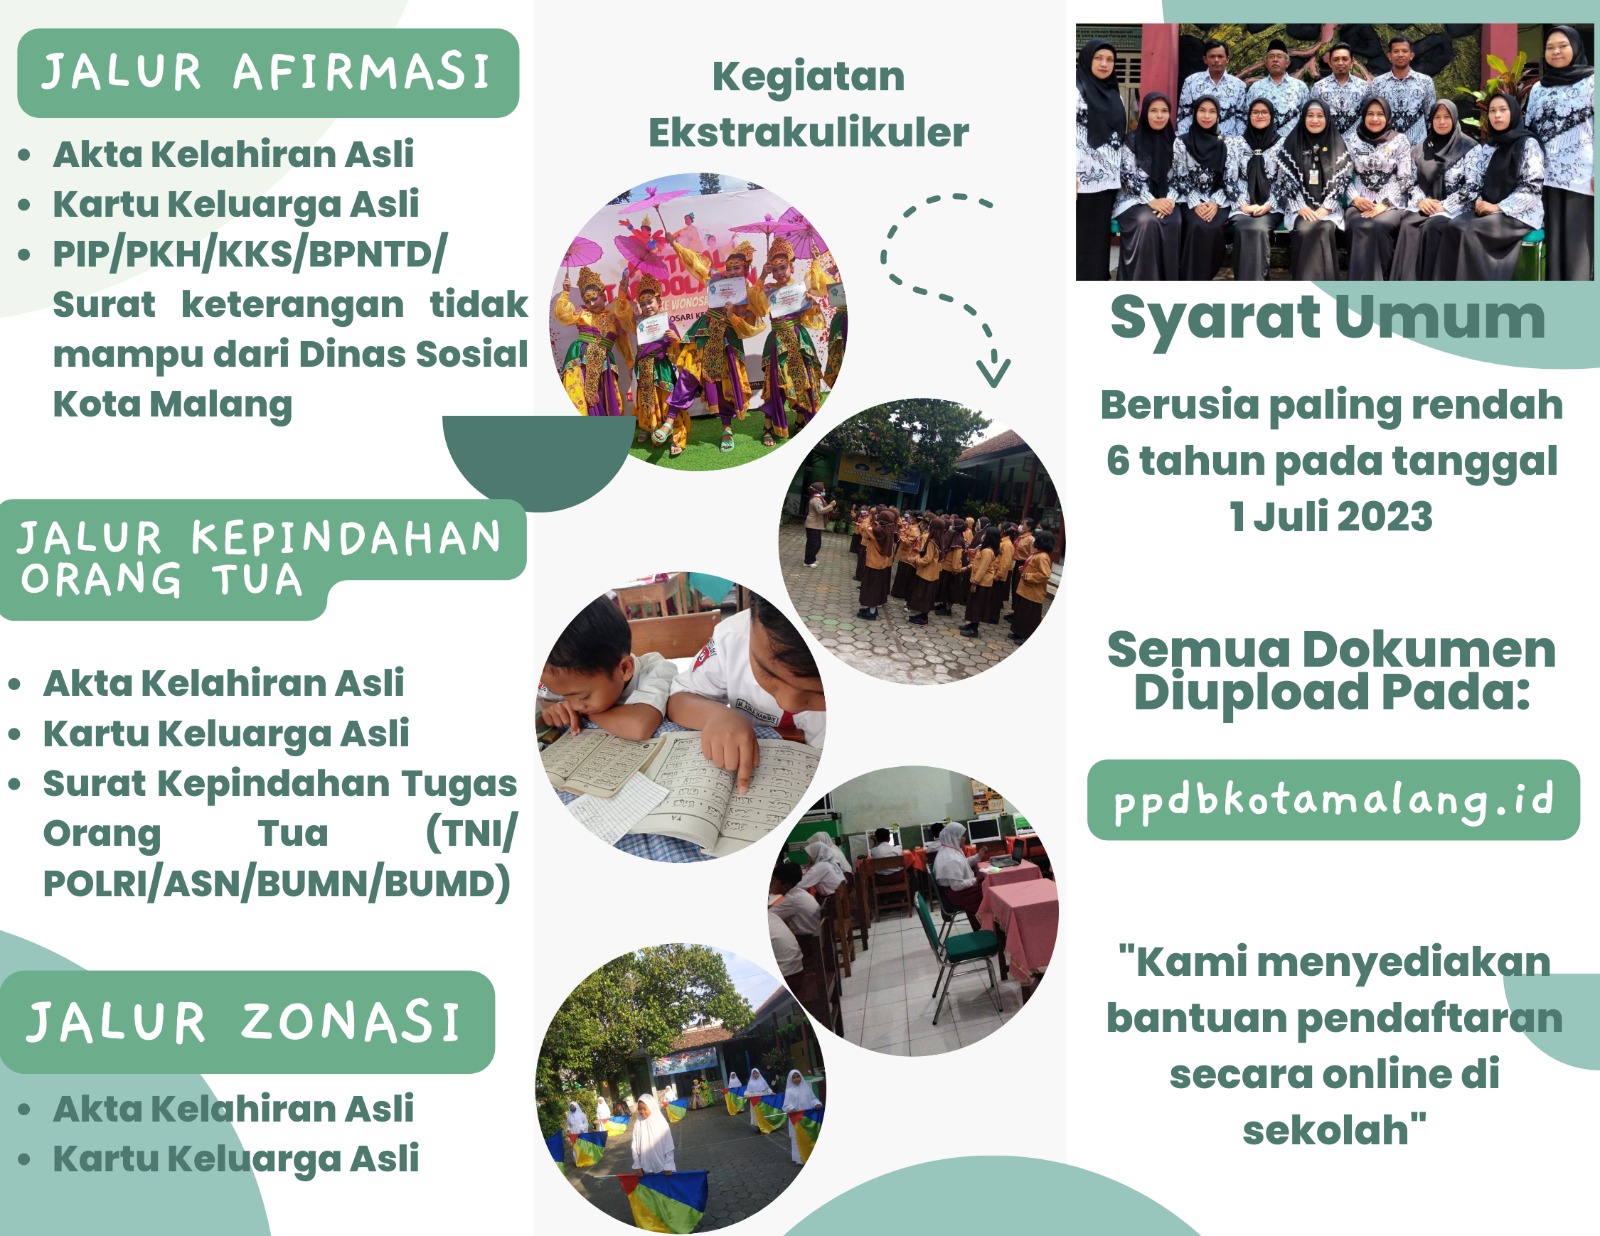 JALUR AFIRMASI
Akta Kelahiran Asli
Kartu Keluarga Asli
PIP/PKH/KKS/BPNTD/
Surat keterangan tidak
mampu dari Dinas Sosial
Kota Malang
JALUR KEPINDAHAN
ORANG TUA
Akta Kelahiran Asli
Kartu Keluarga Asli
Surat Kepindahan Tugas
Orang Tua (TNI/
POLRI/ASN/BUMN/BUMD)
JALUR ZONASI
Akta Kelahiran Asli
Kartu Keluarga Asli
Kegiatan
Ekstrakulikuler
Syarat Umum
Berusia paling rendah
6 tahun pada tanggal
1 Juli 2023
Semua Dokumen
Diupload Pada:
ppdbkotamalang.id
"Kami menyediakan
bantuan pendaftaran
secara online di
sekolah"